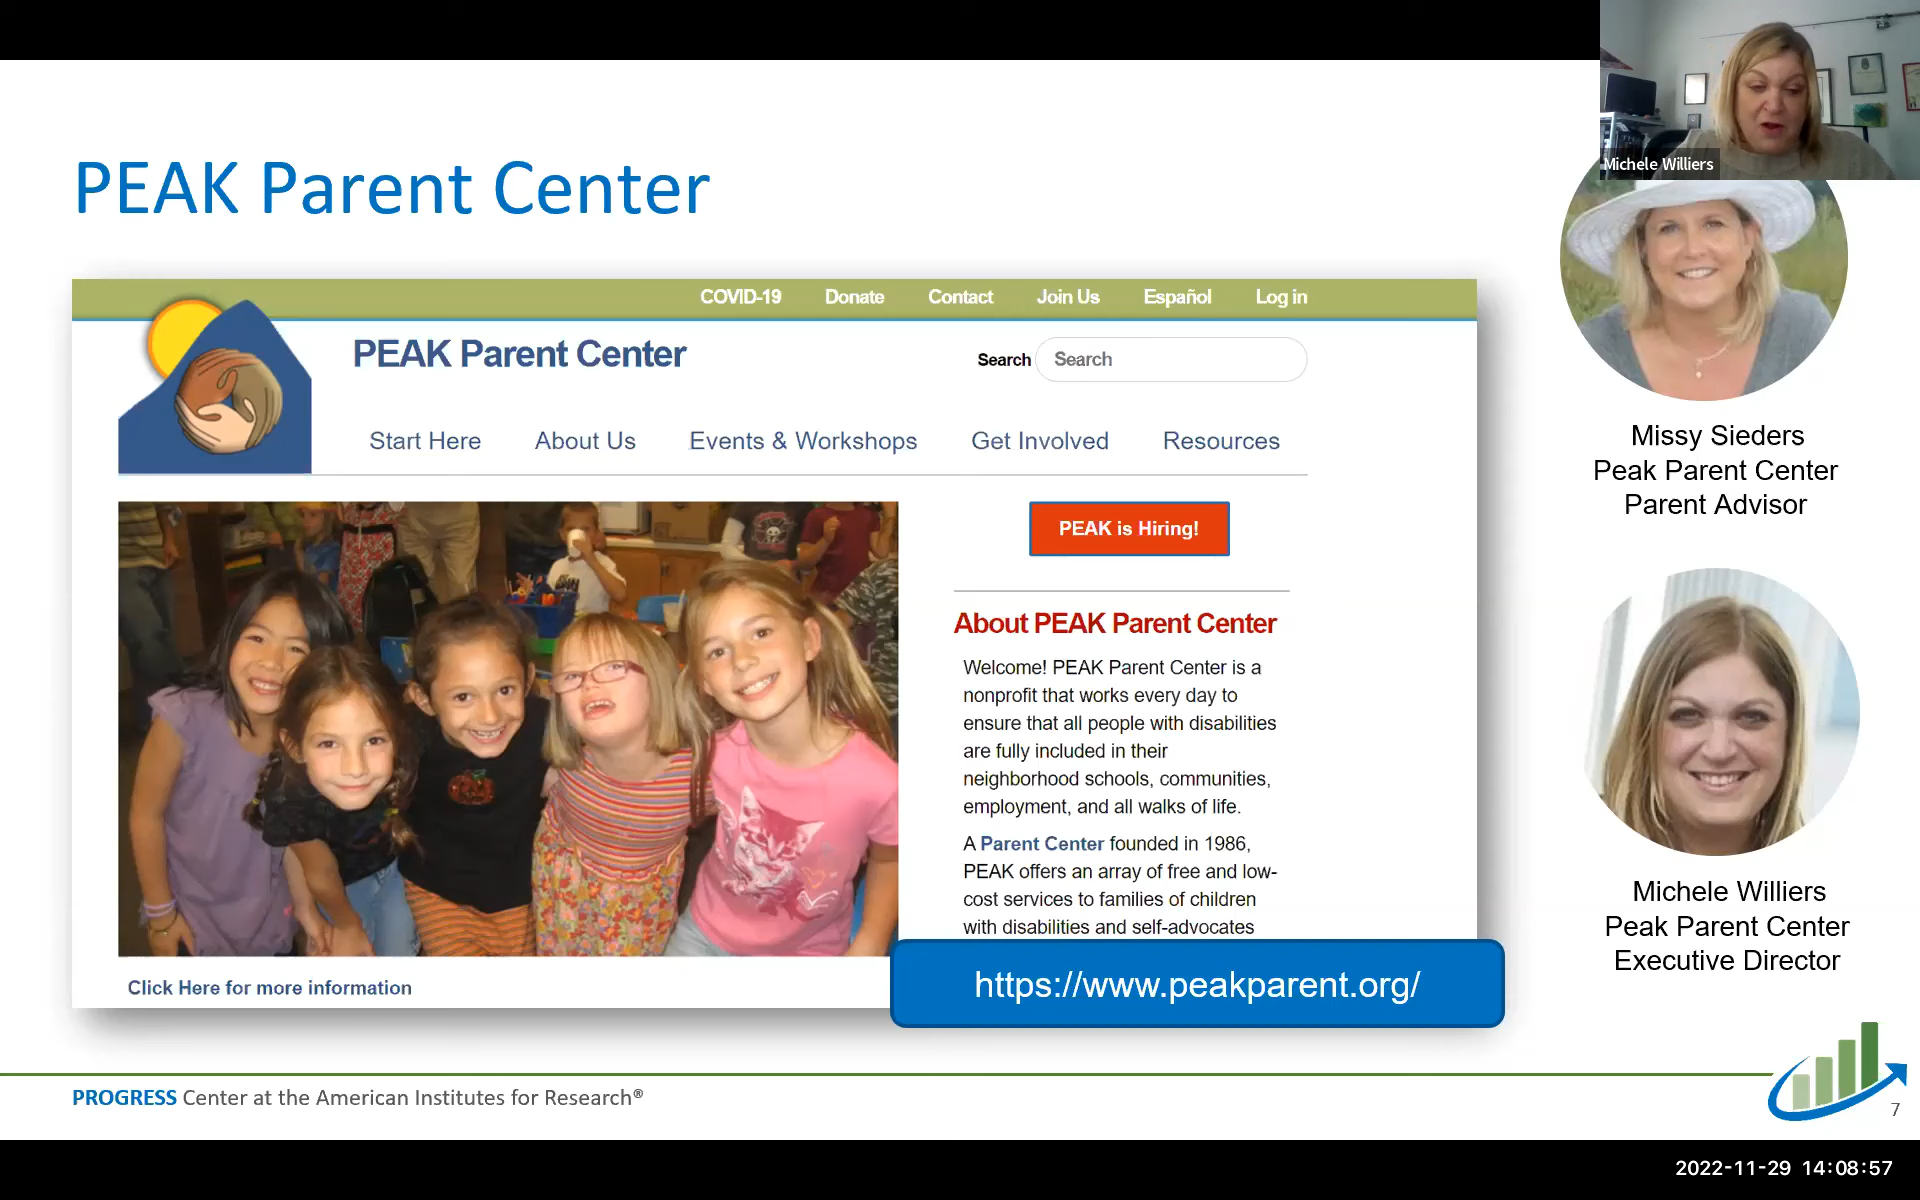 Michele Williers
PEAK Parent Center
COVID-19 Donate Contact Join Us Español Log in
PEAK Parent Center
Search Search
Start Here About Us Events & Workshops Get Involved Resources
PEAK is Hiring!
About PEAK Parent Center
Welcome! PEAK Parent Center is a
nonprofit that works every day to
ensure that all people with disabilities
are fully included in their
neighborhood schools, communities,
employment, and all walks of life.
A Parent Center founded in 1986,
PEAK offers an array of free and low-
cost services to families of children
with disabilities and self-advocates
Click Here for more information
https://www.peakparent.org/
Missy Sieders
Peak Parent Center
Parent Advisor
Michele Williers
Peak Parent Center
Executive Director
PROGRESS Center at the American Institutes for Research®
7
2022-11-29 14:08:57